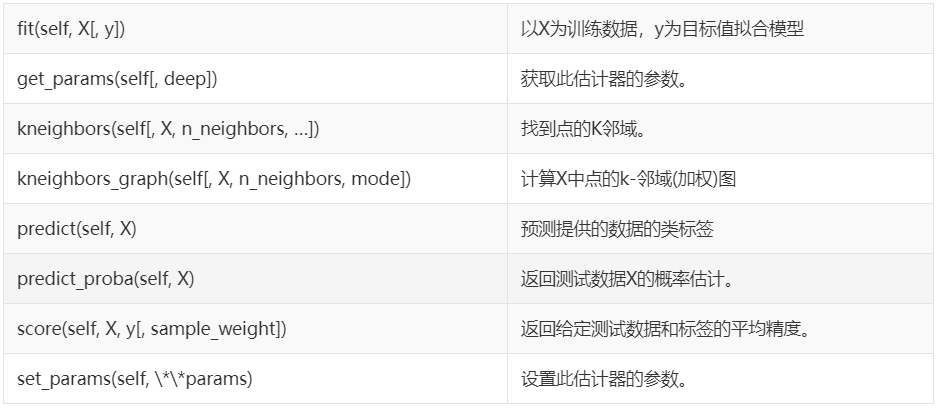 fit(self, X[, y]) 以X为训练数据，y为目标值拟合模型
get_params(self[, deep]) 获取此估计器的参数。
kneighbors(self[, X, n_neighbors, …]) 找到点的K邻域。
kneighbors_graph(self[, X, n_neighbors, mode]) 计算X中点的k-邻域(加权)图
predict(self, X) 预测提供的数据的类标签
predict_proba(self, X) 返回测试数据X的概率估计。
score(self, X, y[, sample_weight]) 返回给定测试数据和标签的平均精度。
set_params(self, \*\*params) 设置此估计器的参数。